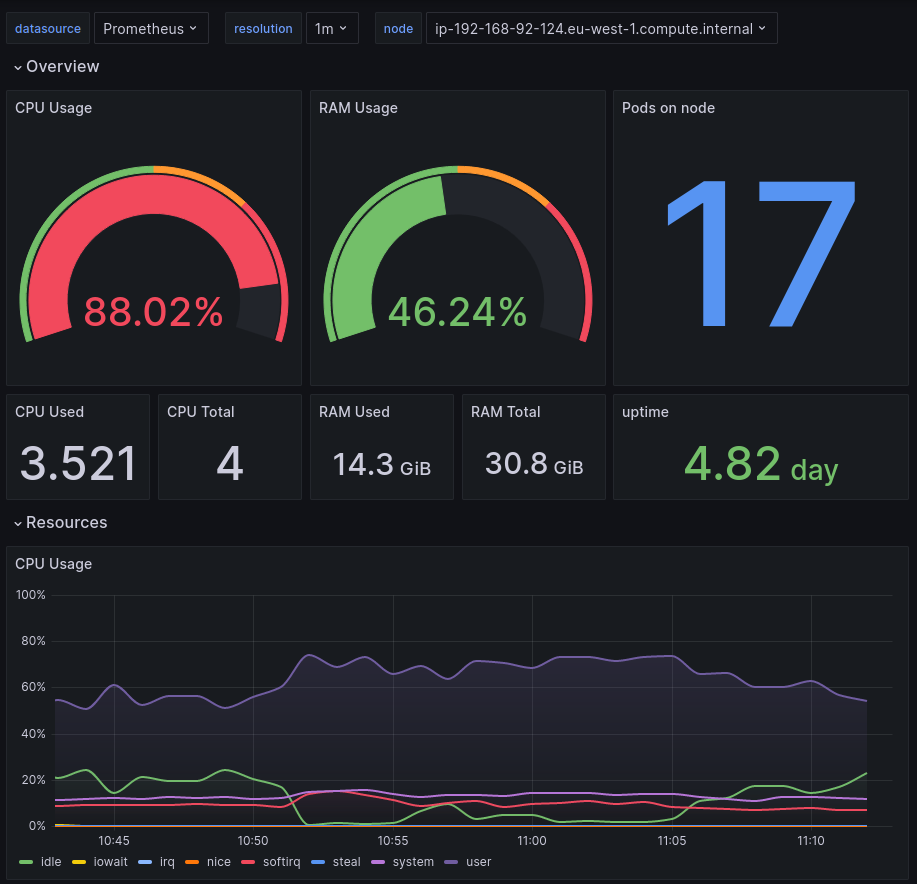 datasource Prometheus resolution 1m node ip-192-168-92-124.eu-west-1.compute.internal
Overview
CPU Usage RAM Usage Pods on node
88.02% 46.24% 17
CPU Used CPU Total RAM Used RAM Total uptime
3.521 4 14.3 GiB 30.8 GiB 4.82 day
Resources
CPU Usage
100%
80%
60%
40%
20%
0%
10:45 10:50 10:55 11:00 11:05 11:10
idle iowait irq nice softirq steal system user